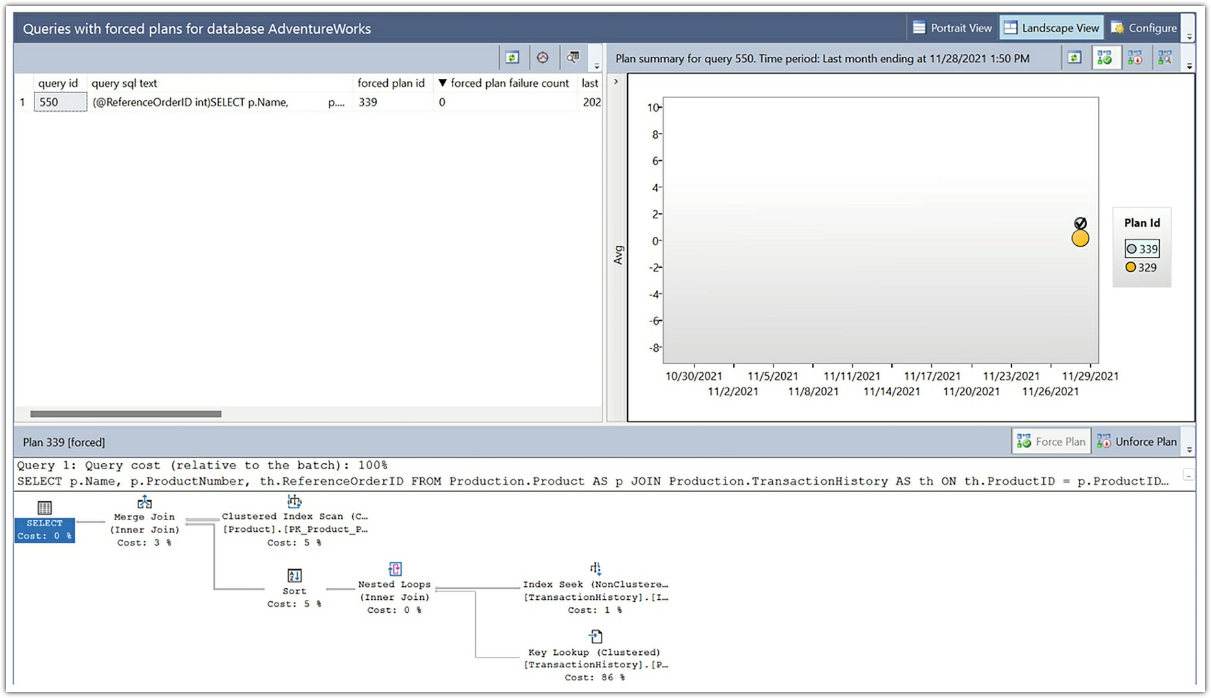 Queries with forced plans for database AdventureWorks
Portrait View
Landscape View
Configure
query id
query sql text
forced plan id
forced plan failure count
last
1
550
(@ReferenceOrderID int)SELECT p.Name,
p....
339
0
202
Plan summary for query 550. Time period: Last month ending at 11/28/2021 1:50 PM
Avg
10
8
6
4
2
0
-2
-4
-6
-8
10/30/2021
11/2/2021
11/5/2021
11/8/2021
11/11/2021
11/14/2021
11/17/2021
11/20/2021
11/23/2021
11/26/2021
11/29/2021
Plan Id
339
329
Plan 339 [forced]
Force Plan
Unforce Plan
Query 1: Query cost (relative to the batch): 100%
SELECT p.Name, p.ProductNumber, th.ReferenceOrderID FROM Production.Product AS p JOIN Production.TransactionHistory AS th ON th.ProductID = p.ProductID…
SELECT
Cost: 0 %
Merge Join
(Inner Join)
Cost: 3 %
Clustered Index Scan (C…
[Product].[PK_Product_P…
Cost: 5 %
Sort
Cost: 5 %
Nested Loops
(Inner Join)
Cost: 0 %
Index Seek (NonClustere…
[TransactionHistory].[I…
Cost: 1 %
Key Lookup (Clustered)
[TransactionHistory].[P…
Cost: 86 %